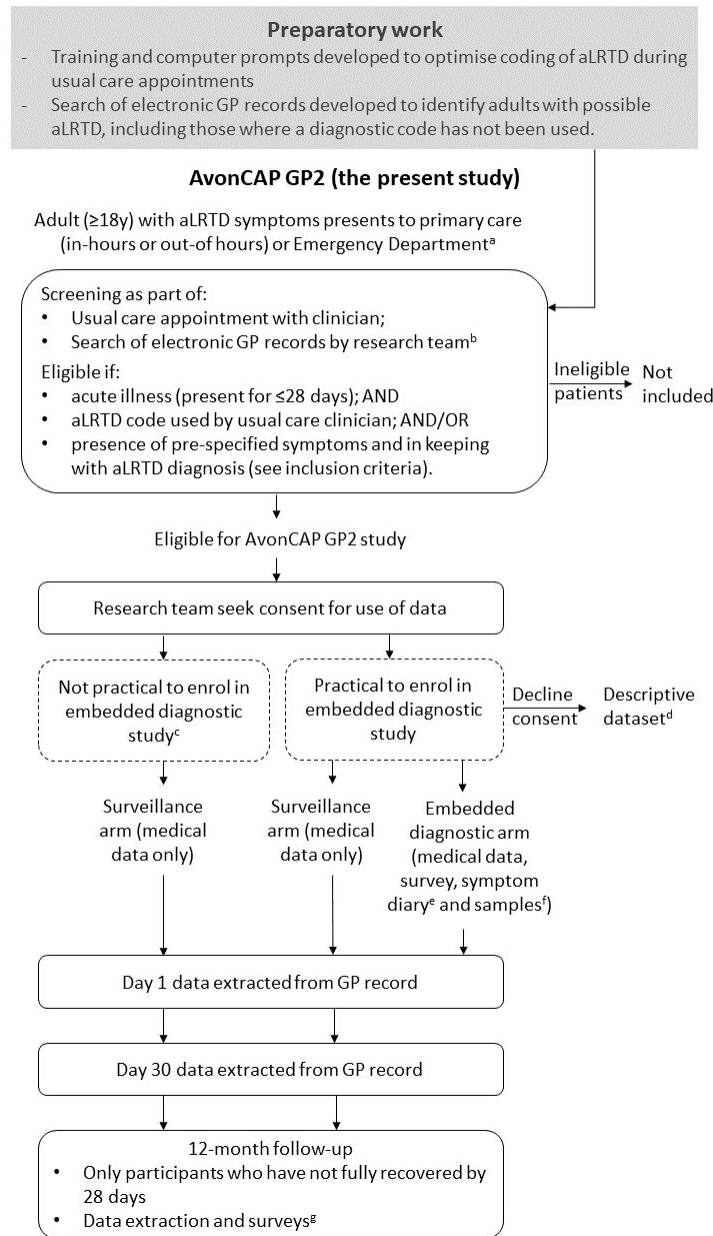 Preparatory work
- Training and computer prompts developed to optimise coding of aLRTD during
usual care appointments
- Search of electronic GP records developed to identify adults with possible
aLRTD, including those where a diagnostic code has not been used.
AvonCAP GP2 (the present study)
Adult (≥18y) with aLRTD symptoms presents to primary care
(in-hours or out-of hours) or Emergency Departmentᵃ
Screening as part of:
• Usual care appointment with clinician;
• Search of electronic GP records by research teamᵇ
Eligible if:
• acute illness (present for ≤28 days); AND
• aLRTD code used by usual care clinician; AND/OR
• presence of pre-specified symptoms and in keeping
with aLRTD diagnosis (see inclusion criteria).
Ineligible
patients
Not
included
Eligible for AvonCAP GP2 study
Research team seek consent for use of data
Not practical to enrol in
embedded diagnostic
studyᶜ
Practical to enrol in
embedded diagnostic
study
Decline
consent
Descriptive
datasetᵈ
Surveillance
arm (medical
data only)
Surveillance
arm (medical
data only)
Embedded
diagnostic arm
(medical data,
survey, symptom
diaryᵉ and samplesᶠ)
Day 1 data extracted from GP record
Day 30 data extracted from GP record
12-month follow-up
• Only participants who have not fully recovered by
28 days
• Data extraction and surveysᵍ